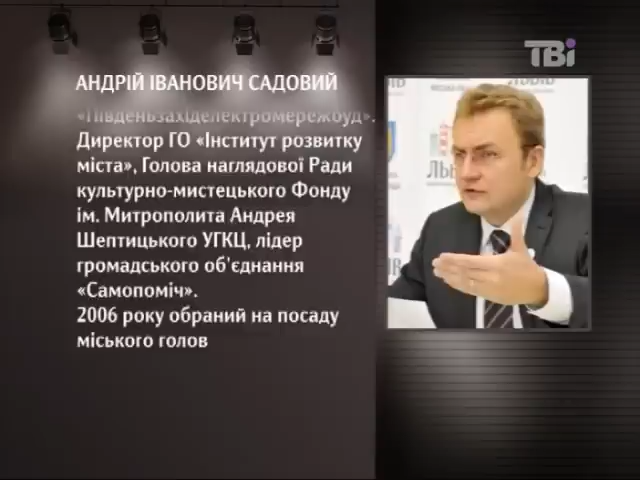 ТВі
АНДРІЙ ІВАНОВИЧ САДОВИЙ
«Південьзахіделектромережбуд».
Директор ГО «Інститут розвитку
міста», Голова наглядової Ради
культурно-мистецького Фонду
ім. Митрополита Андрея
Шептицького УГКЦ, лідер
громадського об'єднання
«Самопоміч».
2006 року обраний на посаду
міського голов